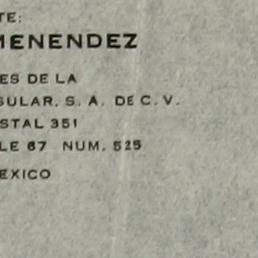 TE:
MENENDEZ
ES DE LA
SULAR, S. A. DE C. V.
STAL 351
LE 67 NUM. 525
EXICO